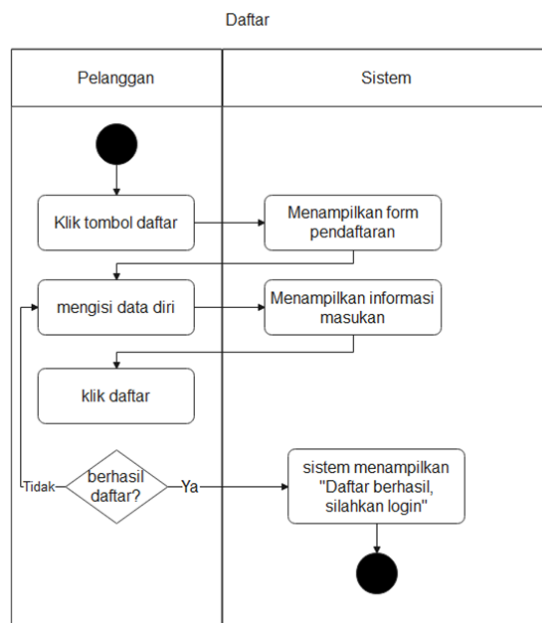 Daftar
Pelanggan
Sistem
Klik tombol daftar
Menampilkan form
pendaftaran
mengisi data diri
Menampilkan informasi
masukan
klik daftar
berhasil
daftar?
Tidak
Ya
sistem menampilkan
"Daftar berhasil,
silahkan login"